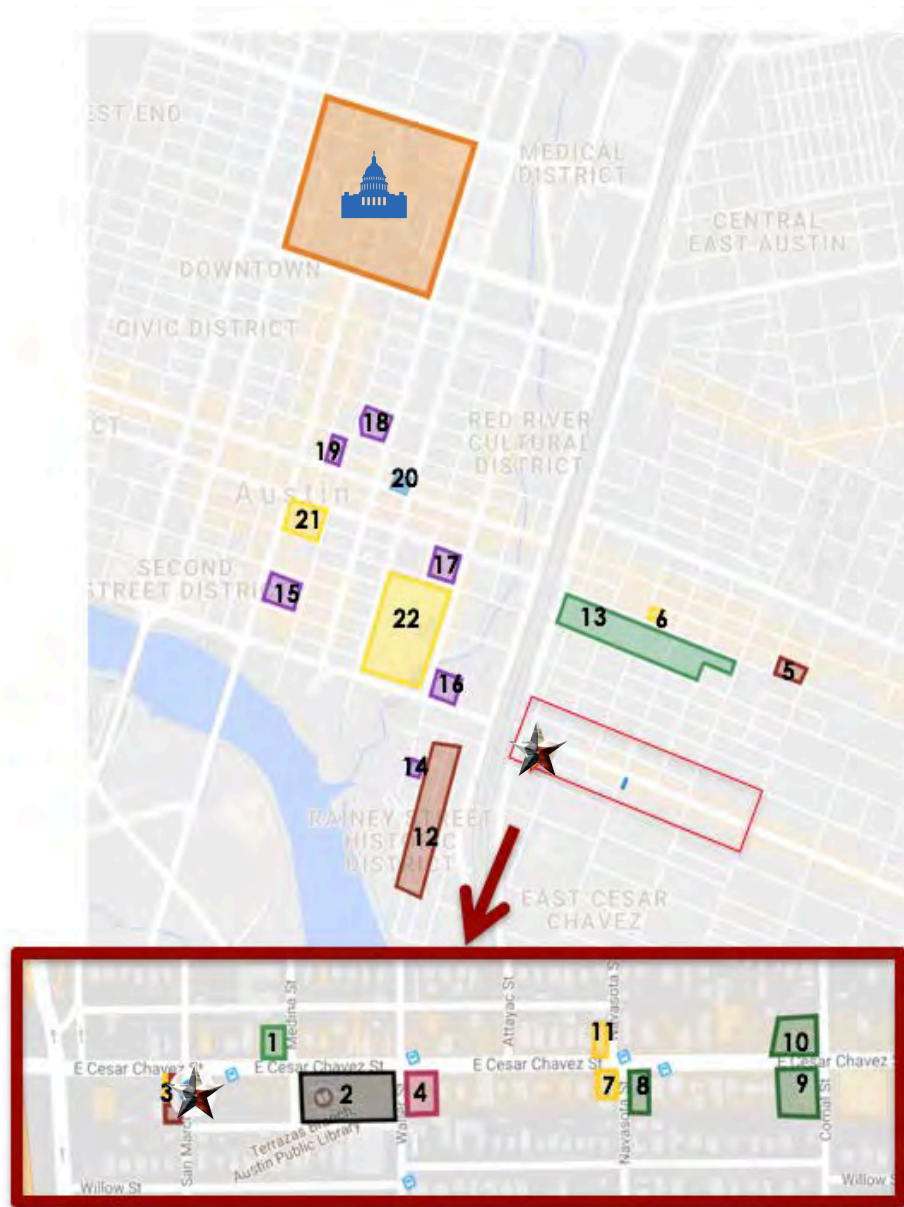 EST END
MEDICAL
DISTRICT
CENTRAL
EAST AUSTIN
DOWNTOWN
CIVIC DISTRICT
CT
18
RED RIVER
CULTURAL
DISTRICT
19
20
Austin
21
17
SECOND
STREET DISTRI
15
22
13
6
5
16
14
RAINEY STREET
HISTORIC
DISTRICT
12
EAST CESAR
CHAVEZ
Medina St
Attayac St
Navasota S
1
11
10
E Cesar Chavez St
E Cesar Chavez St
E Cesar Chavez St
E Cesar Chavez S
3
2
4
7
8
9
San Marc
Terrazas Branch,
Austin Public Library
Waller St
Navasota St
Comal St
Willow St
Willow S